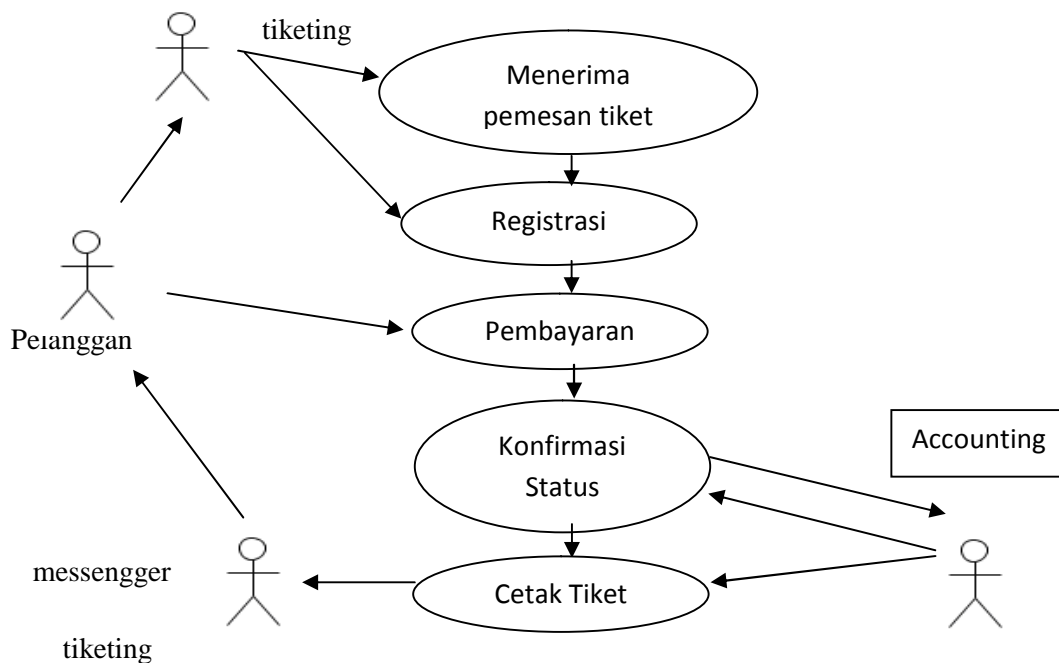 tiketing
Menerima
pemesan tiket
Registrasi
Pembayaran
Pelanggan
Konfirmasi
Status
Accounting
messengger
Cetak Tiket
tiketing